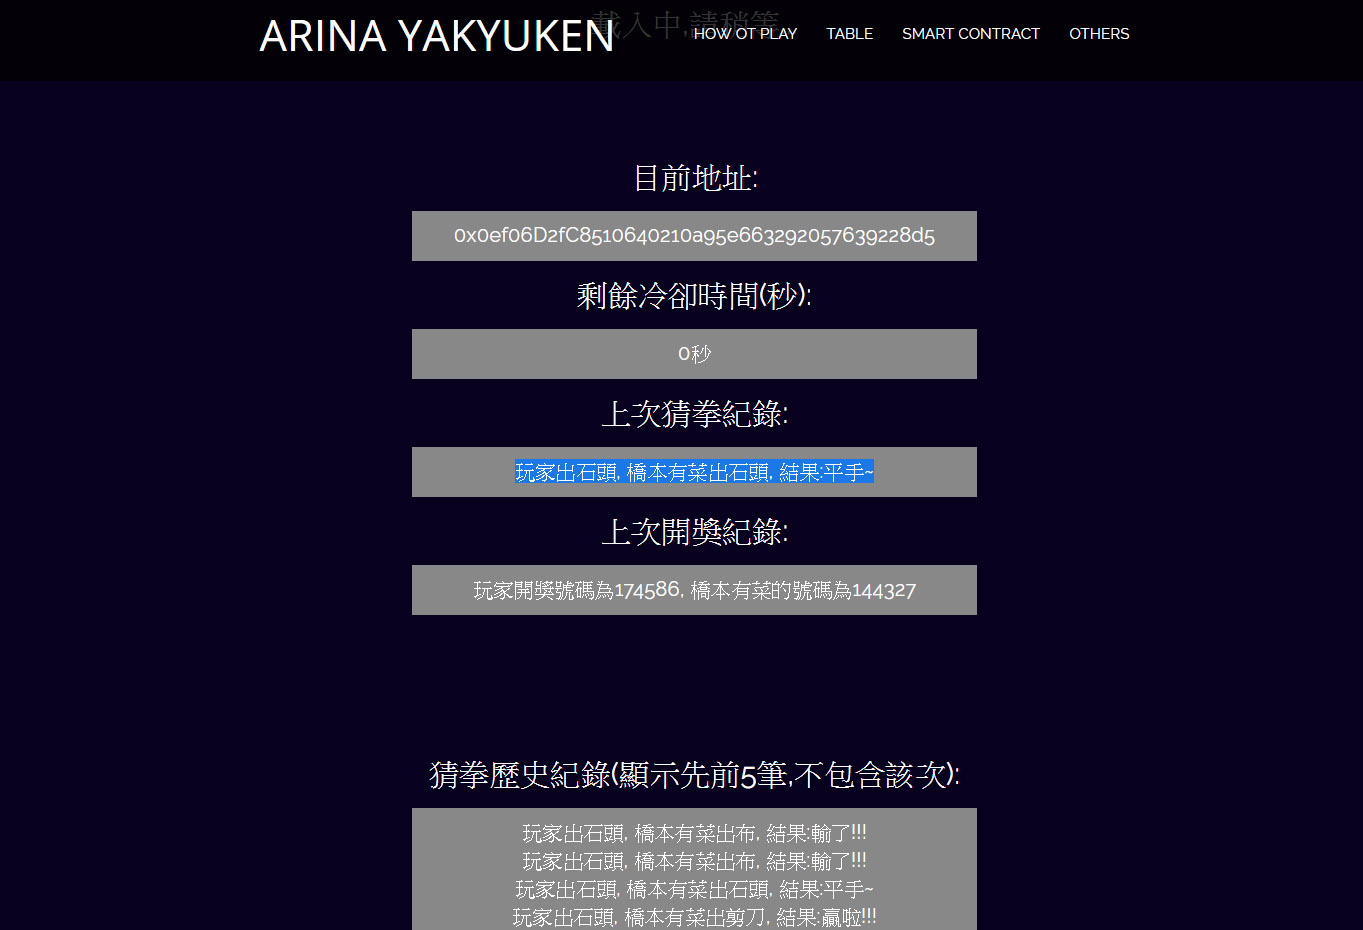 載入中,請稍等
ARINA YAKYUKEN
HOW OT PLAY TABLE SMART CONTRACT OTHERS
目前地址:
0x0ef06D2fC8510640210a95e663292057639228d5
剩餘冷卻時間(秒):
0秒
上次猜拳紀錄:
玩家出石頭, 橋本有菜出石頭, 結果:平手~
上次開獎紀錄:
玩家開獎號碼為174586, 橋本有菜的號碼為144327
猜拳歷史紀錄(顯示先前5筆,不包含該次):
玩家出石頭, 橋本有菜出布, 結果:輸了!!!
玩家出石頭, 橋本有菜出布, 結果:輸了!!!
玩家出石頭, 橋本有菜出石頭, 結果:平手~
玩家出石頭, 橋本有菜出剪刀, 結果:贏啦!!!